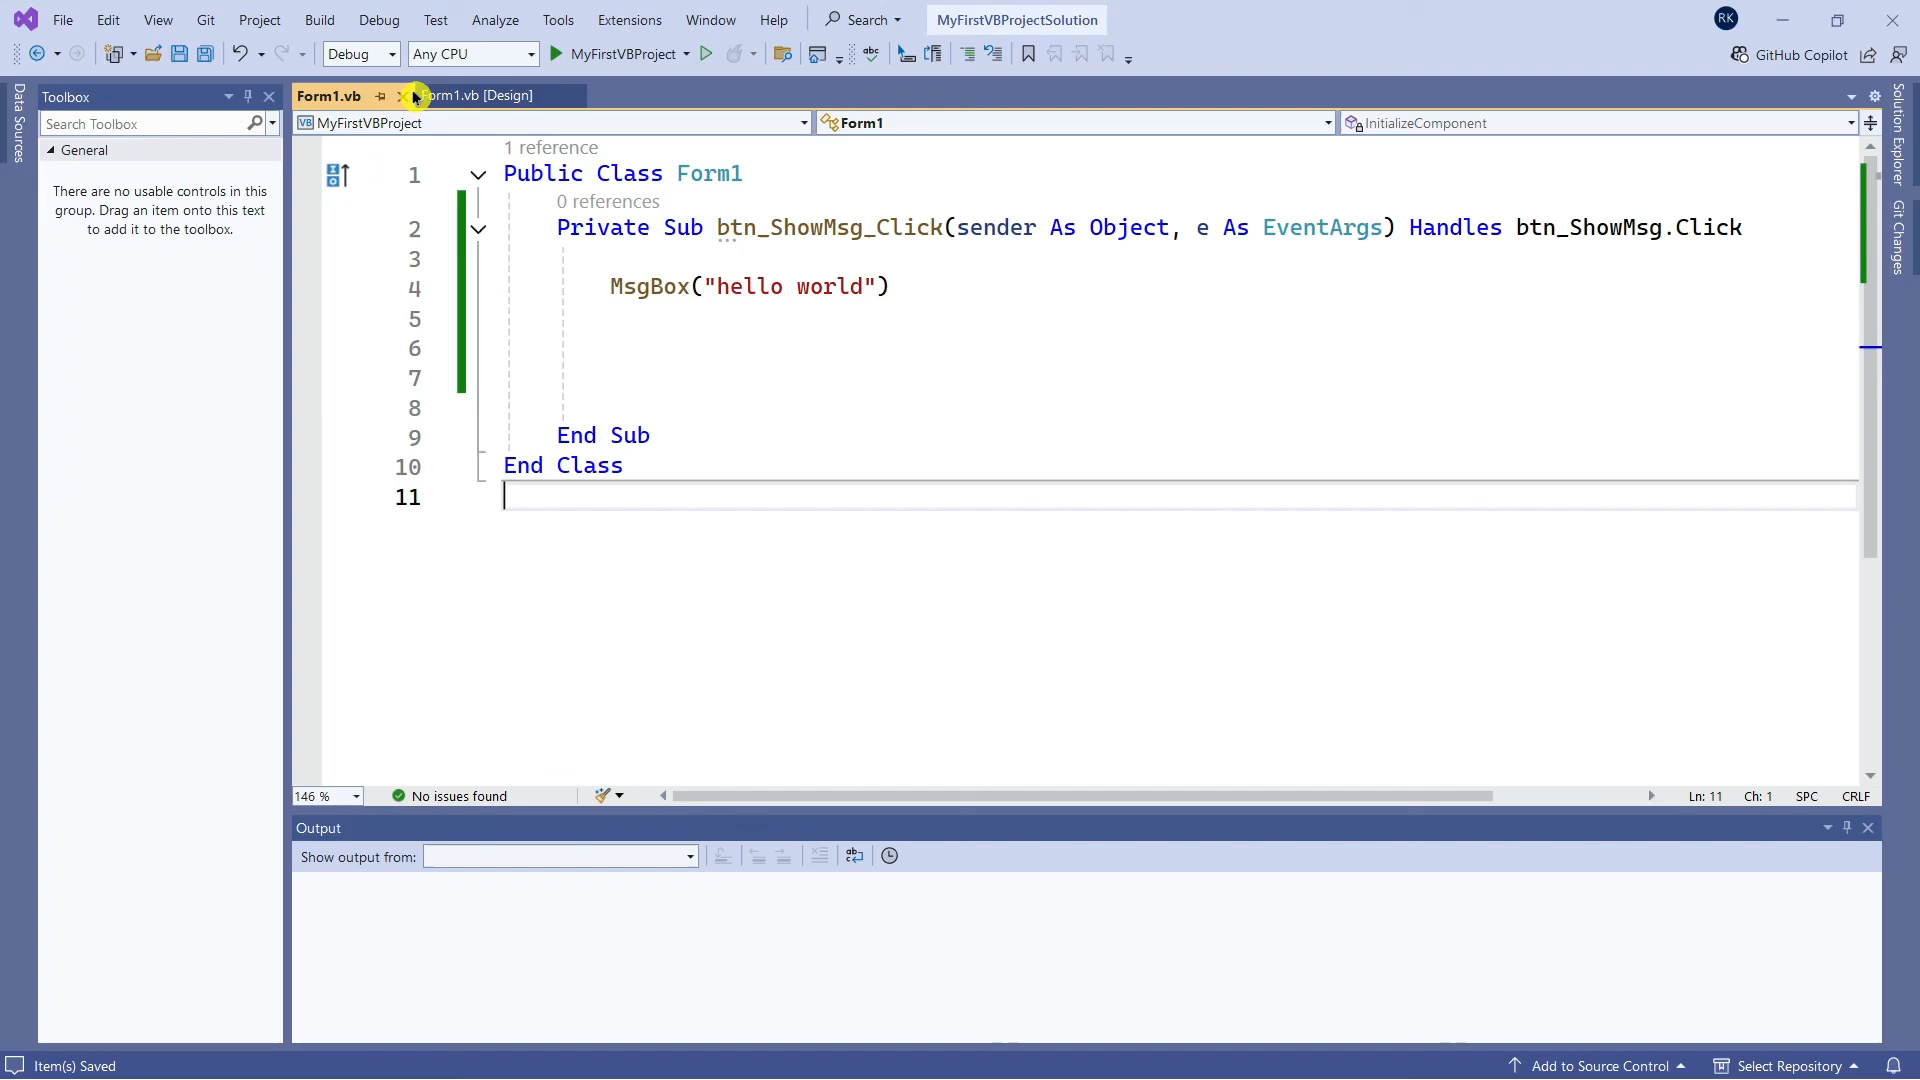 File Edit View Git Project Build Debug Test Analyze Tools Extensions Window Help Search MyFirstVBProjectSolution RK
Debug Any CPU MyFirstVBProject GitHub Copilot
Data Sources
Toolbox
Search Toolbox
General
There are no usable controls in this
group. Drag an item onto this text
to add it to the toolbox.
Form1.vb Form1.vb [Design]
MyFirstVBProject Form1 InitializeComponent
1 reference
1 Public Class Form1
0 references
2 Private Sub btn_ShowMsg_Click(sender As Object, e As EventArgs) Handles btn_ShowMsg.Click
3
4 MsgBox("hello world")
5
6
7
8
9 End Sub
10 End Class
11
146 % No issues found Ln: 11 Ch: 1 SPC CRLF
Output
Show output from:
Solution Explorer
Git Changes
Item(s) Saved Add to Source Control Select Repository